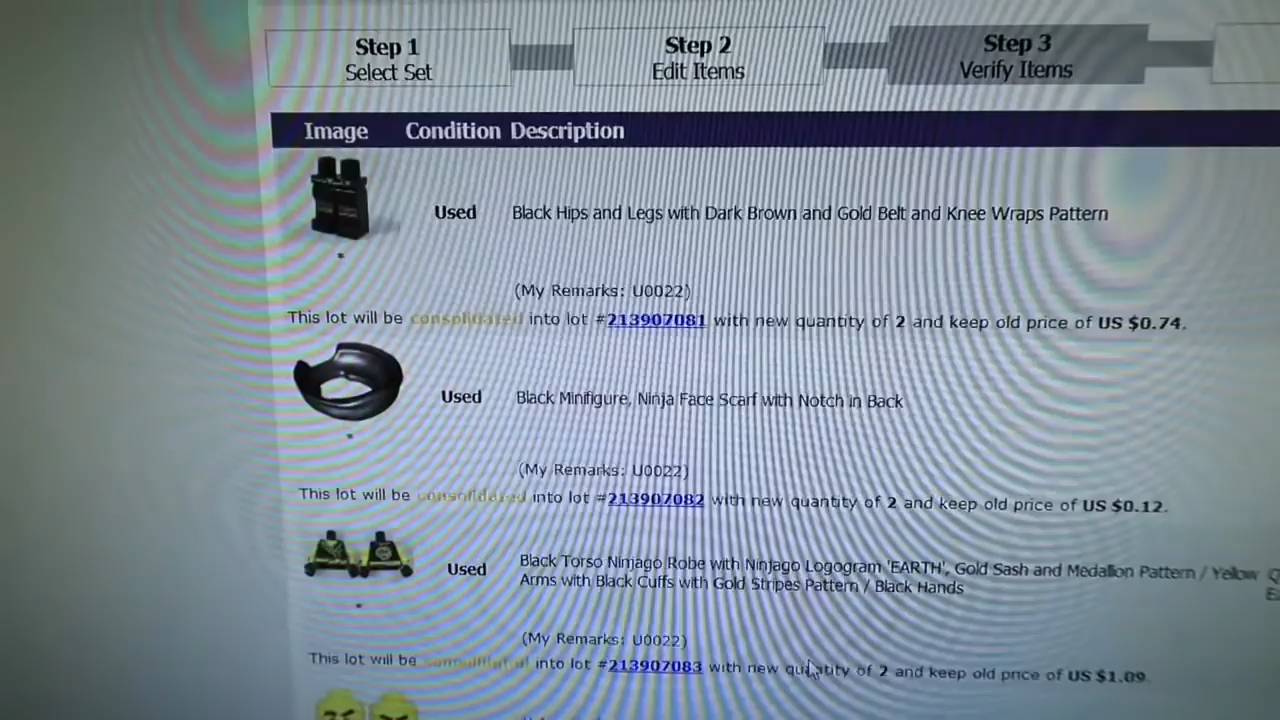 Step 1
Select Set
Step 2
Edit Items
Step 3
Verify Items
Image Condition Description
Used Black Hips and Legs with Dark Brown and Gold Belt and Knee Wraps Pattern
(My Remarks: U0022)
This lot will be consolidated into lot #213907081 with new quantity of 2 and keep old price of US $0.74.
Used Black Minifigure, Ninja Face Scarf with Notch in Back
(My Remarks: U0022)
This lot will be consolidated into lot #213907082 with new quantity of 2 and keep old price of US $0.12.
Used Black Torso Ninjago Robe with Ninjago Logogram 'EARTH', Gold Sash and Medallion Pattern / Yellow
Arms with Black Cuffs with Gold Stripes Pattern / Black Hands
(My Remarks: U0022)
This lot will be consolidated into lot #213907083 with new quantity of 2 and keep old price of US $1.09.